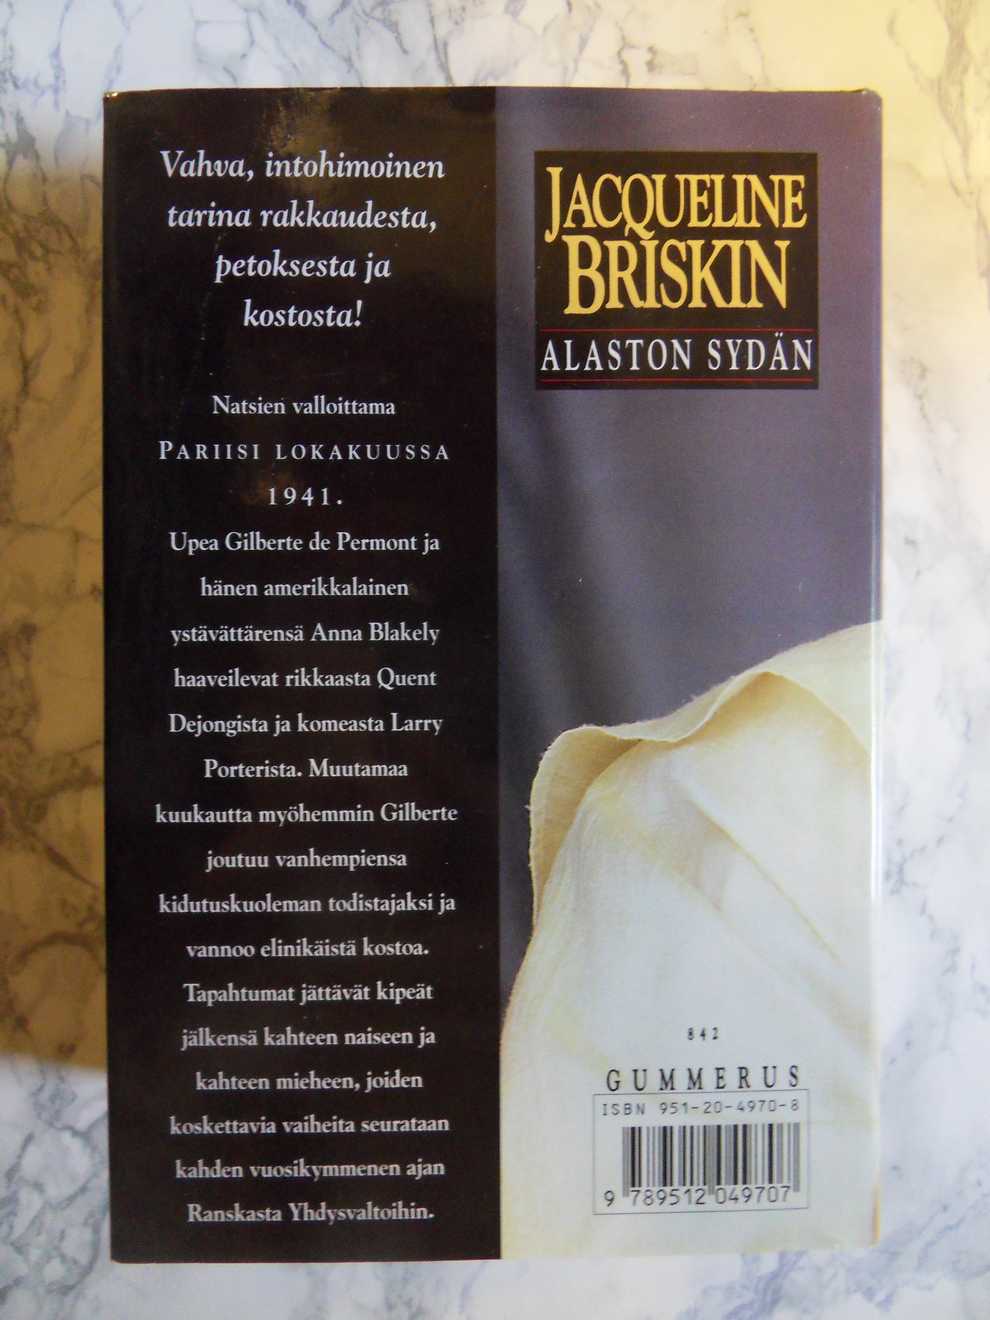 Vahva, intohimoinen
tarina rakkaudesta,
petoksesta ja
kostosta!
Natsien valloittama
PARIISI LOKAKUUSSA
1941.
Upea Gilberte de Permont ja
hänen amerikkalainen
ystävättärensä Anna Blakely
haaveilevat rikkaasta Quent
Dejongista ja komeasta Larry
Porterista. Muutamaa
kuukautta myöhemmin Gilberte
joutuu vanhempiensa
kidutuskuoleman todistajaksi ja
vannoo elinikäistä kostoa.
Tapahtumat jättävät kipeät
jälkensä kahteen naiseen ja
kahteen mieheen, joiden
koskettavia vaiheita seurataan
kahden vuosikymmenen ajan
Ranskasta Yhdysvaltoihin.
JACQUELINE
BRISKIN
ALASTON SYDÄN
842
GUMMERUS
ISBN 951-20-4970-8
9 789512 049707